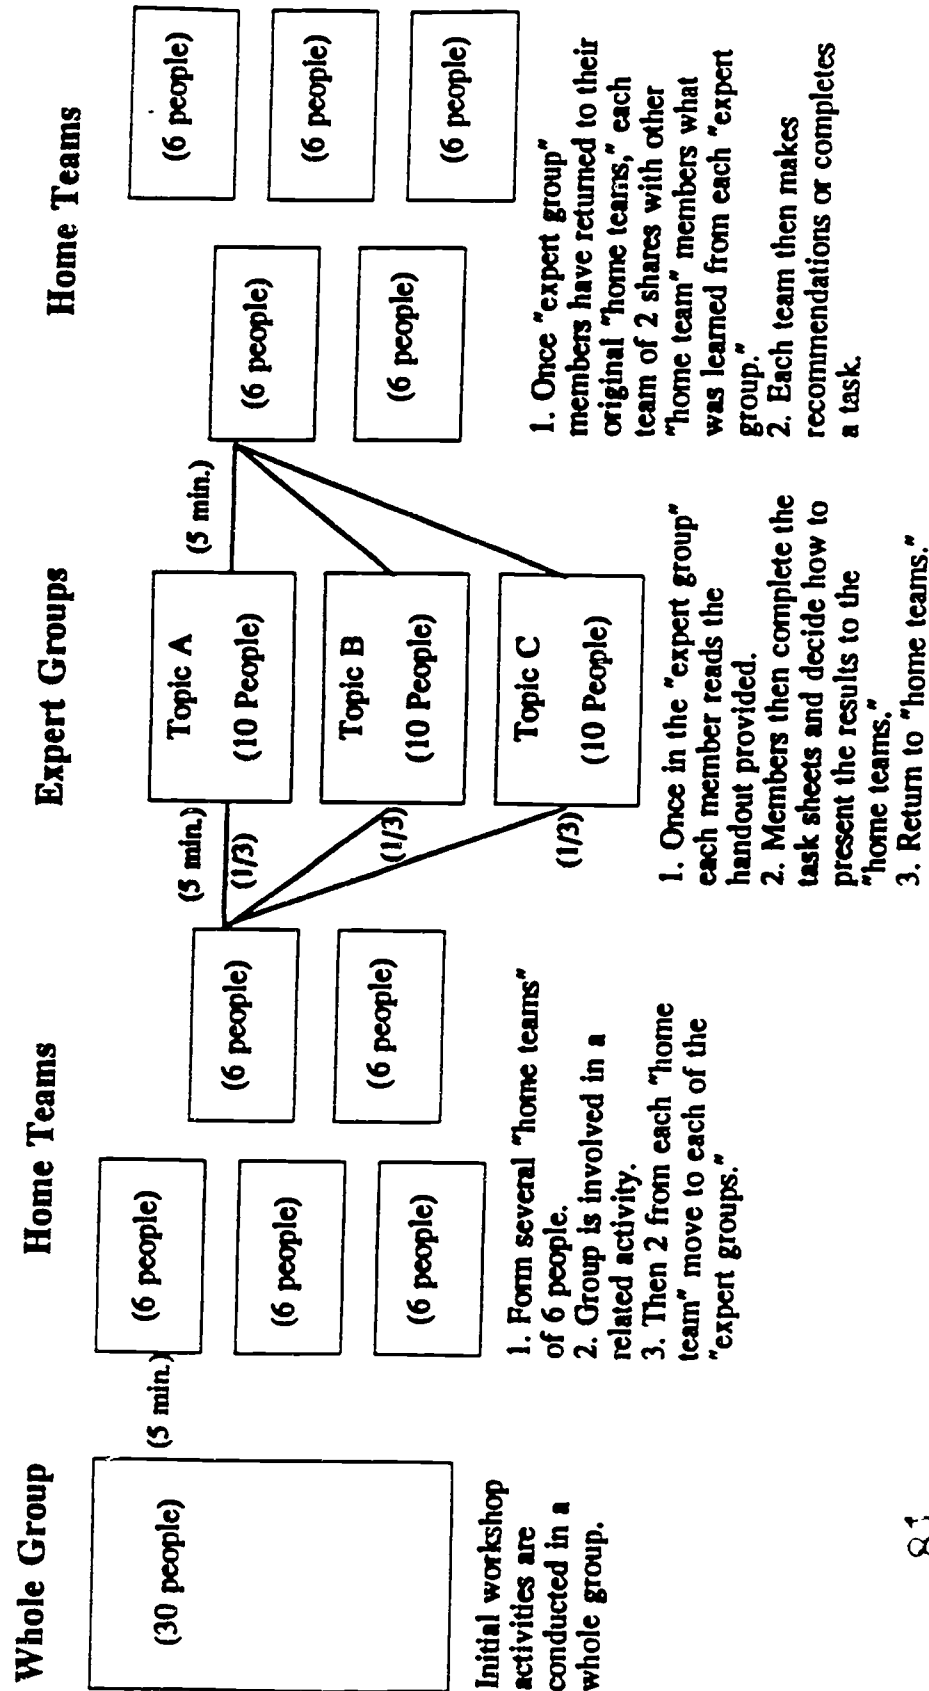 Whole Group
(30 people)
Initial workshop
activities are
conducted in a
whole group.
(5 min.)
Home Teams
(6 people)
(6 people)
(6 people)
(6 people)
(6 people)
1. Form several "home teams"
of 6 people.
2. Group is involved in a
related activity.
3. Then 2 from each "home
team" move to each of the
"expert groups."
(5 min.)
(1/3)
(1/3)
(1/3)
Expert Groups
Topic A
(10 People)
Topic B
(10 People)
Topic C
(10 People)
1. Once in the "expert group"
each member reads the
handout provided.
2. Members then complete the
task sheets and decide how to
present the results to the
"home teams."
3. Return to "home teams."
(5 min.)
Home Teams
(6 people)
(6 people)
(6 people)
(6 people)
(6 people)
1. Once "expert group"
members have returned to their
original "home teams," each
team of 2 shares with other
"home team" members what
was learned from each "expert
group."
2. Each team then makes
recommendations or completes
a task.